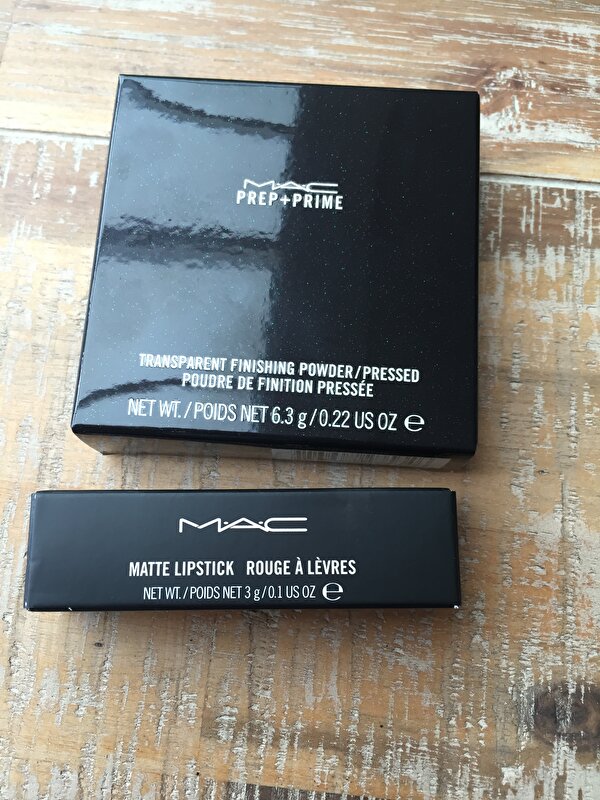 MAC
PREP+PRIME
TRANSPARENT FINISHING POWDER/PRESSED
POUDRE DE FINITION PRESSÉE
NET WT./POIDS NET 6.3 g/0.22 US OZ ℮
M·A·C
MATTE LIPSTICK ROUGE À LÈVRES
NET WT./POIDS NET 3 g/0.1 US OZ ℮